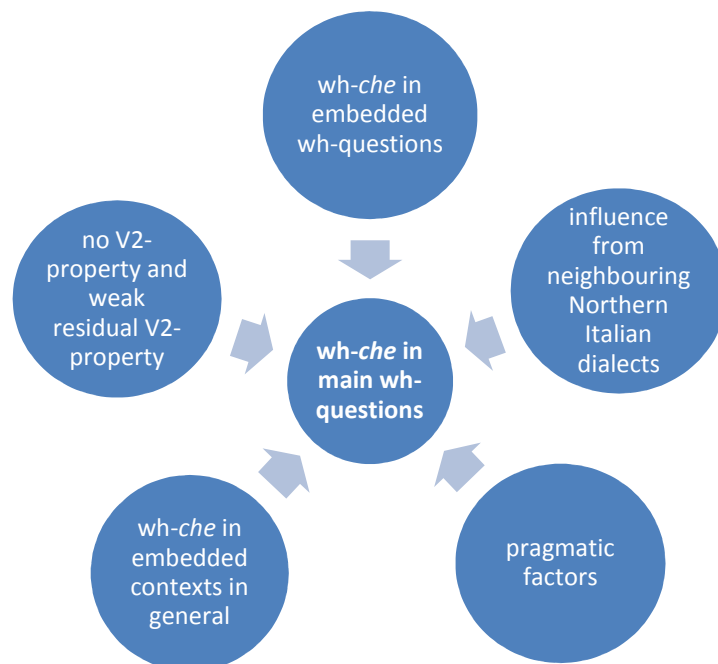 wh-che in
embedded
wh-questions
no V2-
property and
weak
residual V2-
property
influence
from
neighbouring
Northern
Italian
dialects
wh-che in
main wh-
questions
wh-che in
embedded
contexts in
general
pragmatic
factors